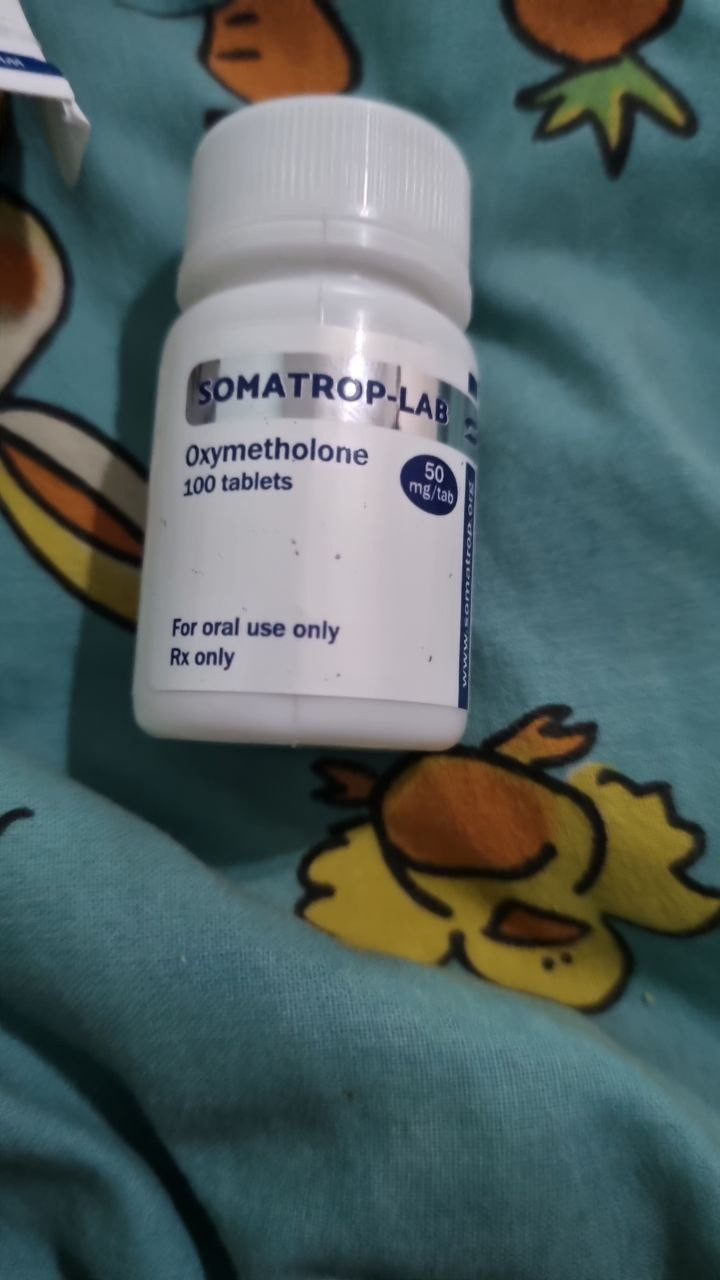 SOMATROP-LAB
Oxymetholone
100 tablets
50
mg/tab
For oral use only
Rx only
www.somatrop.org